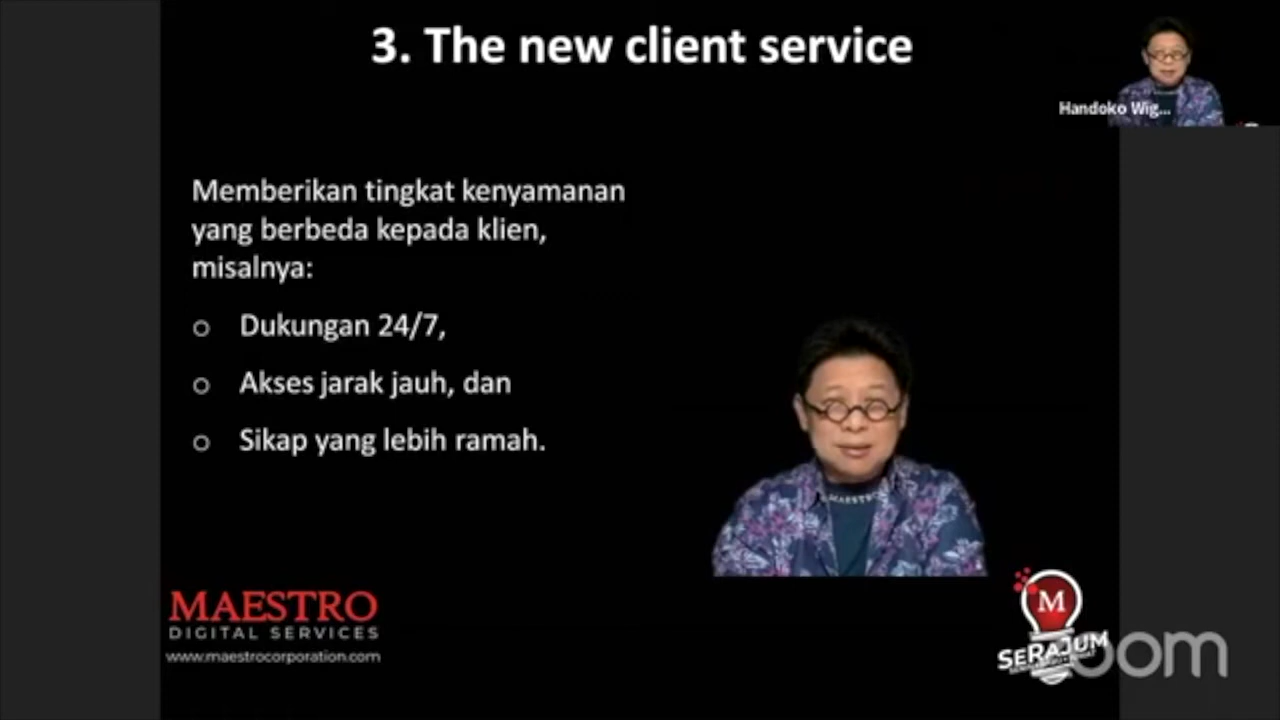 3. The new client service
Handoko Wig...
Memberikan tingkat kenyamanan
yang berbeda kepada klien,
misalnya:
o Dukungan 24/7,
o Akses jarak jauh, dan
o Sikap yang lebih ramah.
MAESTRO
MAESTRO
DIGITAL SERVICES
www.maestrocorporation.com
M
SERAJUM
zoom